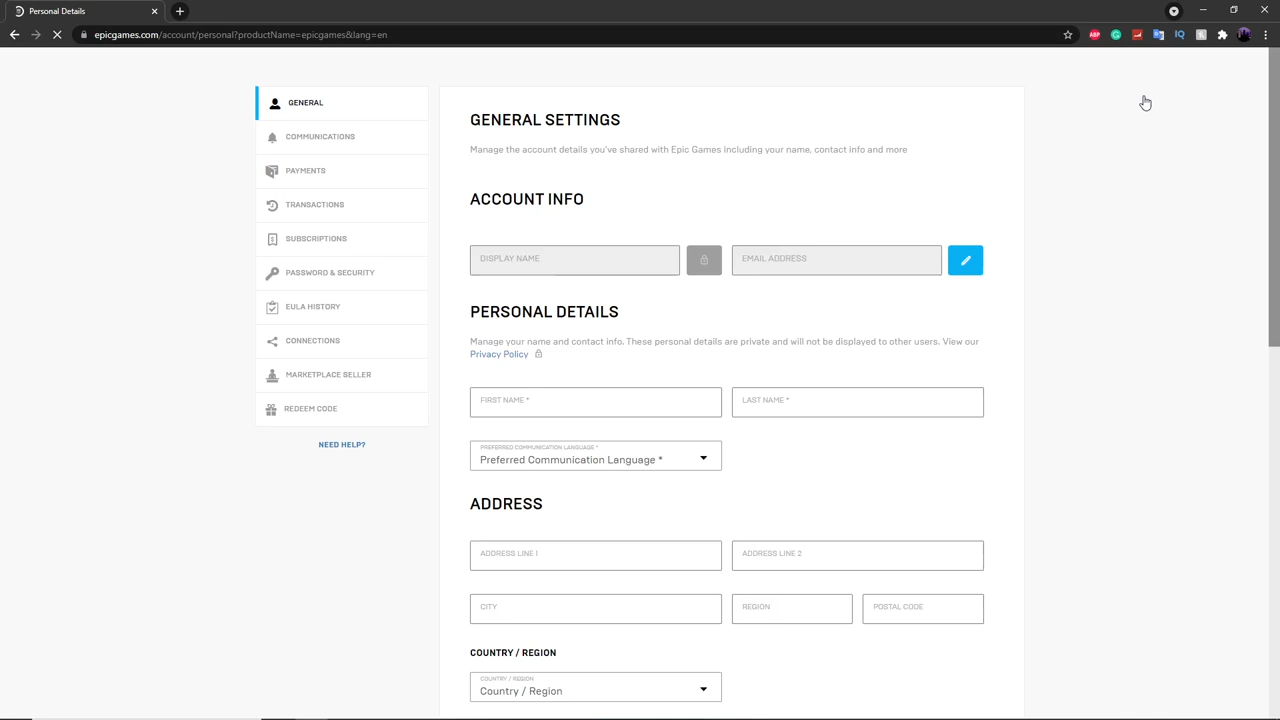 Personal Details
epicgames.com/account/personal?productName=epicgames&lang=en
ABP
IQ
GENERAL
COMMUNICATIONS
PAYMENTS
TRANSACTIONS
SUBSCRIPTIONS
PASSWORD & SECURITY
EULA HISTORY
CONNECTIONS
MARKETPLACE SELLER
REDEEM CODE
NEED HELP?
GENERAL SETTINGS
Manage the account details you've shared with Epic Games including your name, contact info and more
ACCOUNT INFO
DISPLAY NAME
EMAIL ADDRESS
PERSONAL DETAILS
Manage your name and contact info. These personal details are private and will not be displayed to other users. View our
Privacy Policy
FIRST NAME *
LAST NAME *
PREFERRED COMMUNICATION LANGUAGE *
Preferred Communication Language *
ADDRESS
ADDRESS LINE 1
ADDRESS LINE 2
CITY
REGION
POSTAL CODE
COUNTRY / REGION
COUNTRY / REGION
Country / Region